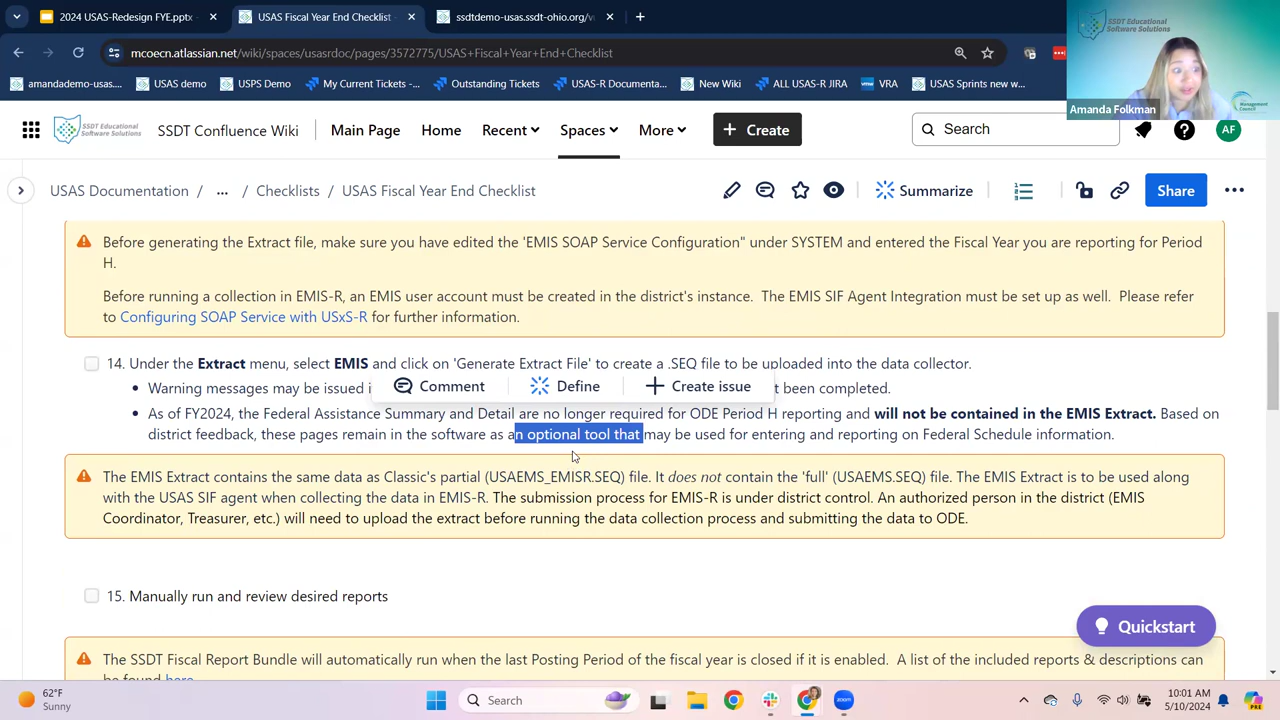 2024 USAS-Redesign FYE.pptx
USAS Fiscal Year End Checklist
ssdtdemo-usas.ssdt-ohio.org/v
mcoecn.atlassian.net/wiki/spaces/usasrdoc/pages/3572775/USAS+Fiscal+Year+End+Checklist
amandademo-usas...
USAS demo
USPS Demo
My Current Tickets -...
Outstanding Tickets
USAS-R Documenta...
New Wiki
ALL USAS-R JIRA
VRA
USAS Sprints new w...
SSDT Educational
Software Solutions
Management
Council
Amanda Folkman
SSDT Educational
Software Solutions
SSDT Confluence Wiki
Main Page
Home
Recent
Spaces
More
Create
Search
AF
USAS Documentation / ... / Checklists / USAS Fiscal Year End Checklist
Summarize
Share
Before generating the Extract file, make sure you have edited the 'EMIS SOAP Service Configuration" under SYSTEM and entered the Fiscal Year you are reporting for Period
H.
Before running a collection in EMIS-R, an EMIS user account must be created in the district's instance. The EMIS SIF Agent Integration must be set up as well. Please refer
to Configuring SOAP Service with USxS-R for further information.
14. Under the Extract menu, select EMIS and click on 'Generate Extract File' to create a .SEQ file to be uploaded into the data collector.
Warning messages may be issued i
Comment
Define
Create issue
t been completed.
As of FY2024, the Federal Assistance Summary and Detail are no longer required for ODE Period H reporting and will not be contained in the EMIS Extract. Based on
district feedback, these pages remain in the software as an optional tool that may be used for entering and reporting on Federal Schedule information.
The EMIS Extract contains the same data as Classic's partial (USAEMS_EMISR.SEQ) file. It does not contain the 'full' (USAEMS.SEQ) file. The EMIS Extract is to be used along
with the USAS SIF agent when collecting the data in EMIS-R. The submission process for EMIS-R is under district control. An authorized person in the district (EMIS
Coordinator, Treasurer, etc.) will need to upload the extract before running the data collection process and submitting the data to ODE.
15. Manually run and review desired reports
Quickstart
The SSDT Fiscal Report Bundle will automatically run when the last Posting Period of the fiscal year is closed if it is enabled. A list of the included reports & descriptions can
be found here.
62°F
Sunny
Search
zoom
10:01 AM
5/10/2024
PRE